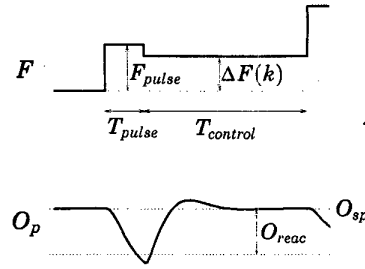 F
F_pulse
ΔF(k)
T_pulse
T_control
O_p
O_sp
O_reac